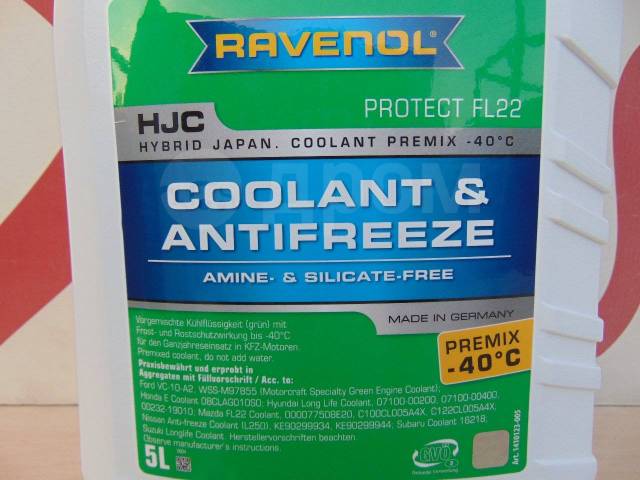 RAVENOL®
PROTECT FL22
HJC
HYBRID JAPAN. COOLANT PREMIX -40°C
COOLANT &
ANTIFREEZE
AMINE- & SILICATE-FREE
MADE IN GERMANY
PREMIX
-40°C
Vorgemischte Kühlflüssigkeit (grün) mit
Frost- und Rostschutzwirkung bis -40°C
für den Ganzjahreseinsatz in KFZ-Motoren.
Premixed coolant, do not add water.
Praxisbewährt und erprobt in
Aggregaten mit Füllvorschrift / Acc. to:
Ford VC-10-A2, WSS-M97B55 (Motorcraft Specialty Green Engine Coolant);
Honda E Coolant 08CLAG010S0; Hyundai Long Life Coolant, 07100-00200, 07100-00400,
00232-19010, Mazda FL22 Coolant, 000077508E20, C100CL005A4X, C122CL005A4X;
Nissan Anti-freeze Coolant (L250), KE90299934, KE90299944; Subaru Coolant 16218;
Suzuki Longlife Coolant. Herstellervorschriften beachten.
Observe manufacturer's instructions.
5L
GVÖ
Art. 1410123-005
дром